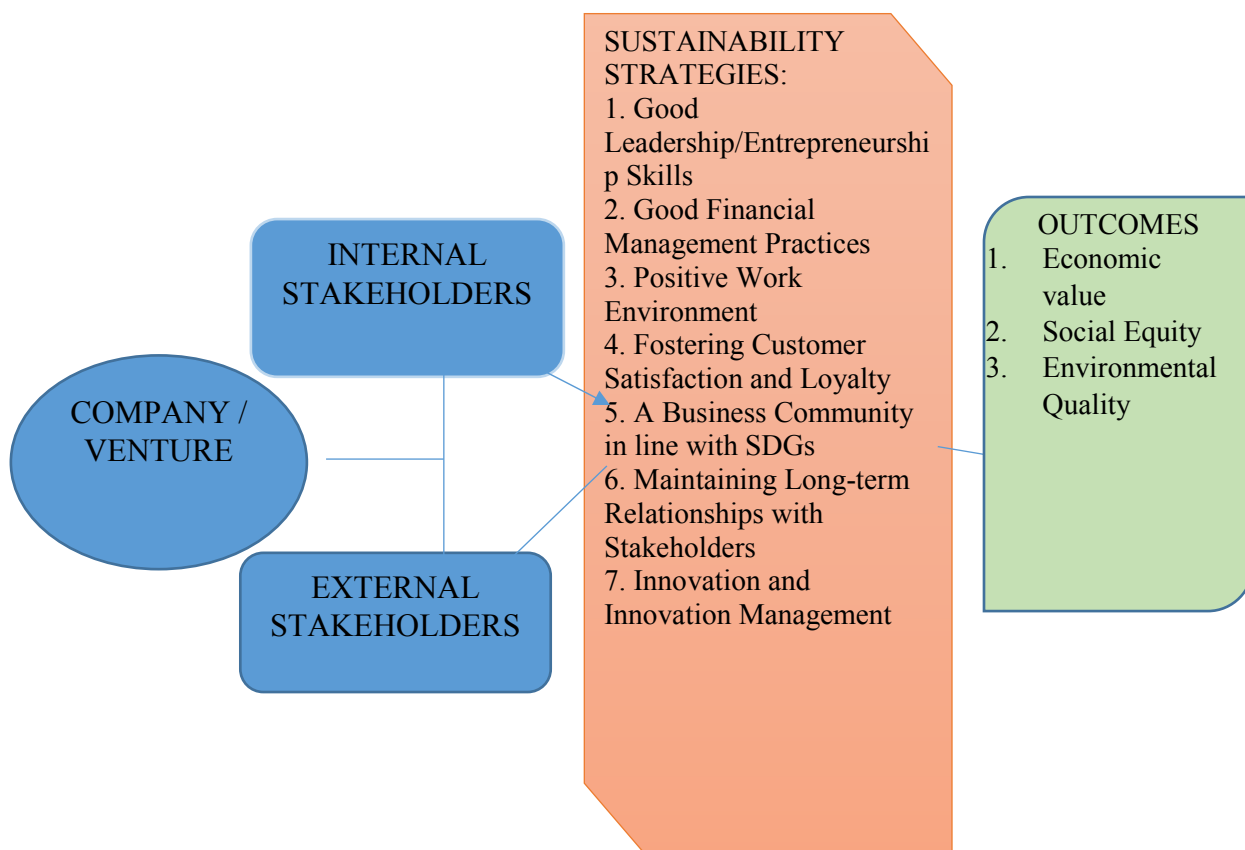 COMPANY /
VENTURE
INTERNAL
STAKEHOLDERS
EXTERNAL
STAKEHOLDERS
SUSTAINABILITY
STRATEGIES:
1. Good
Leadership/Entrepreneurshi
p Skills
2. Good Financial
Management Practices
3. Positive Work
Environment
4. Fostering Customer
Satisfaction and Loyalty
5. A Business Community
in line with SDGs
6. Maintaining Long-term
Relationships with
Stakeholders
7. Innovation and
Innovation Management
OUTCOMES
1. Economic
value
2. Social Equity
3. Environmental
Quality